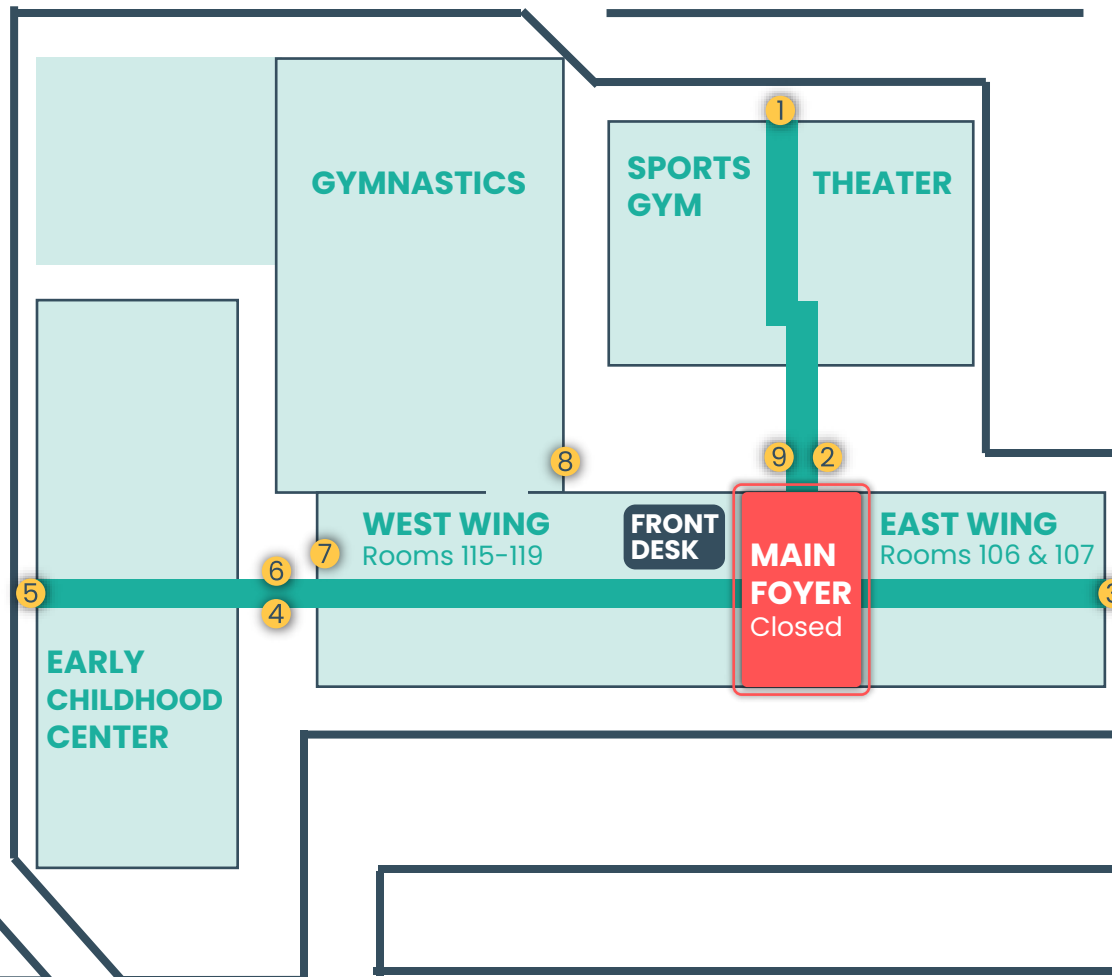 1
GYMNASTICS
SPORTS
GYM
THEATER
8
9
2
WEST WING
Rooms 115-119
FRONT
DESK
MAIN
FOYER
Closed
EAST WING
Rooms 106 & 107
7
6
5
4
3
EARLY
CHILDHOOD
CENTER